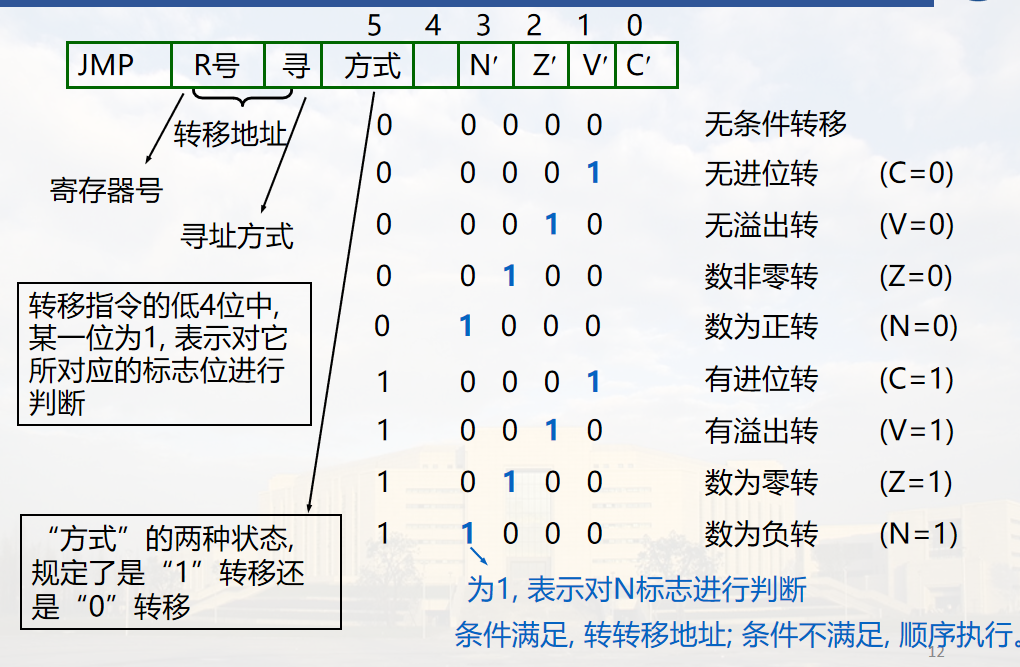 5 4 3 2 1 0
JMP R号 寻 方式 N′ Z′ V′ C′
转移地址
寄存器号
寻址方式
0 0 0 0 0 无条件转移
0 0 0 0 1 无进位转 (C=0)
0 0 0 1 0 无溢出转 (V=0)
0 0 1 0 0 数非零转 (Z=0)
0 1 0 0 0 数为正转 (N=0)
1 0 0 0 1 有进位转 (C=1)
1 0 0 1 0 有溢出转 (V=1)
1 0 1 0 0 数为零转 (Z=1)
1 1 0 0 0 数为负转 (N=1)
转移指令的低4位中,
某一位为1, 表示对它
所对应的标志位进行
判断
“方式”的两种状态,
规定了是“1”转移还
是“0”转移
为1, 表示对N标志进行判断
条件满足, 转转移地址; 条件不满足, 顺序执行。
12